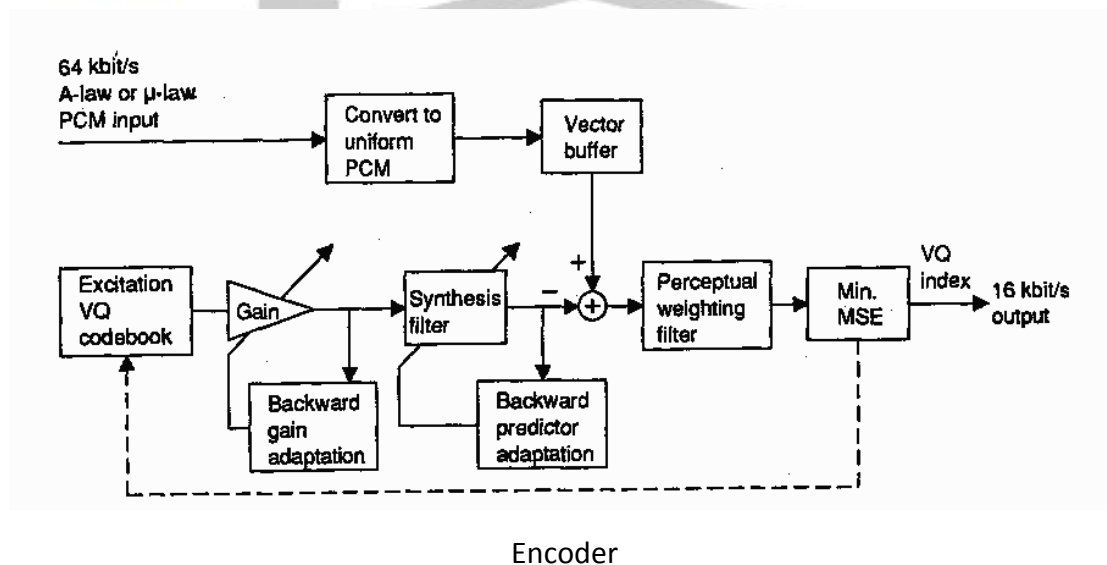 64 kbit/s
A-law or μ-law
PCM input
Convert to
uniform
PCM
Vector
buffer
Excitation
VQ
codebook
Gain
Synthesis
filter
+
−
+
Perceptual
weighting
filter
Min.
MSE
VQ
index
16 kbit/s
output
Backward
gain
adaptation
Backward
predictor
adaptation
Encoder